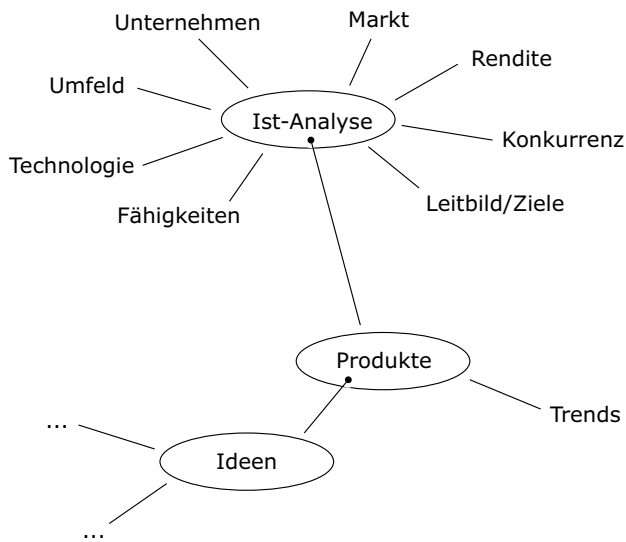 Unternehmen
Markt
Rendite
Umfeld
Ist-Analyse
Konkurrenz
Technologie
Leitbild/Ziele
Fähigkeiten
Produkte
Trends
...
Ideen
...